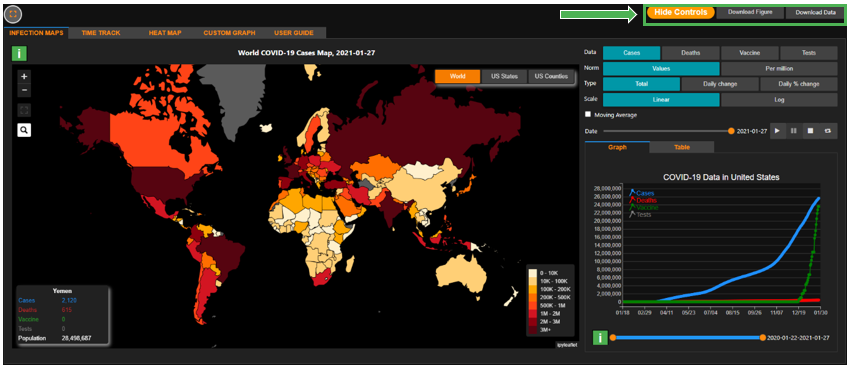 Hide Controls Download Figure Download Data
INFECTION MAPS TIME TRACK HEAT MAP CUSTOM GRAPH USER GUIDE
i
World COVID-19 Cases Map, 2021-01-27
+
−
World US States US Counties
Yemen
Cases 2,120
Deaths 615
Vaccine 0
Tests 0
Population 28,498,687
0 - 10K
10K - 100K
100K - 200K
200K - 500K
500K - 1M
1M - 2M
2M - 3M
3M+
ipyleaflet
Data Cases Deaths Vaccine Tests
Norm Values Per million
Type Total Daily change Daily % change
Scale Linear Log
Moving Average
Date 2021-01-27
Graph Table
COVID-19 Data in United States
Cases
Deaths
Vaccine
Tests
28,000,000
26,000,000
24,000,000
22,000,000
20,000,000
18,000,000
16,000,000
14,000,000
12,000,000
10,000,000
8,000,000
6,000,000
4,000,000
2,000,000
0
01/18 02/29 04/11 05/23 07/04 08/15 09/26 11/07 12/19 01/30
i 2020-01-22-2021-01-27